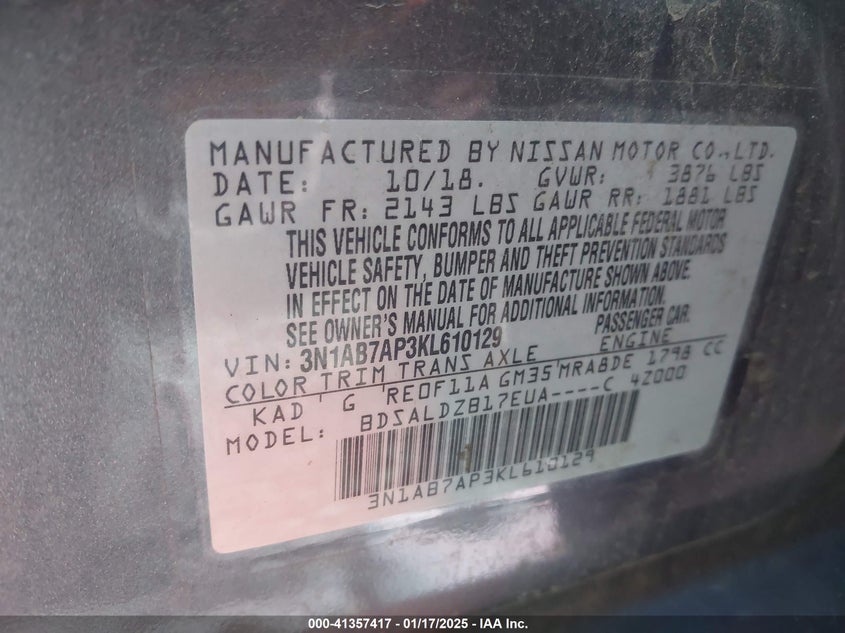 MANUFACTURED BY NISSAN MOTOR CO.,LTD.
DATE: 10/18. GVWR: 3876 LBS
GAWR FR: 2143 LBS GAWR RR: 1881 LBS
THIS VEHICLE CONFORMS TO ALL APPLICABLE FEDERAL MOTOR
VEHICLE SAFETY, BUMPER AND THEFT PREVENTION STANDARDS
IN EFFECT ON THE DATE OF MANUFACTURE SHOWN ABOVE.
SEE OWNER'S MANUAL FOR ADDITIONAL INFORMATION.
VIN: 3N1AB7AP3KL610129 PASSENGER CAR.
COLOR TRIM TRANS AXLE ENGINE
KAD G RE0F11A GM35 MRA8DE 1798 CC
MODEL: BDSALDZB17EUA----C 4Z000
3N1AB7AP3KL610129
000-41357417 - 01/17/2025 - IAA Inc.